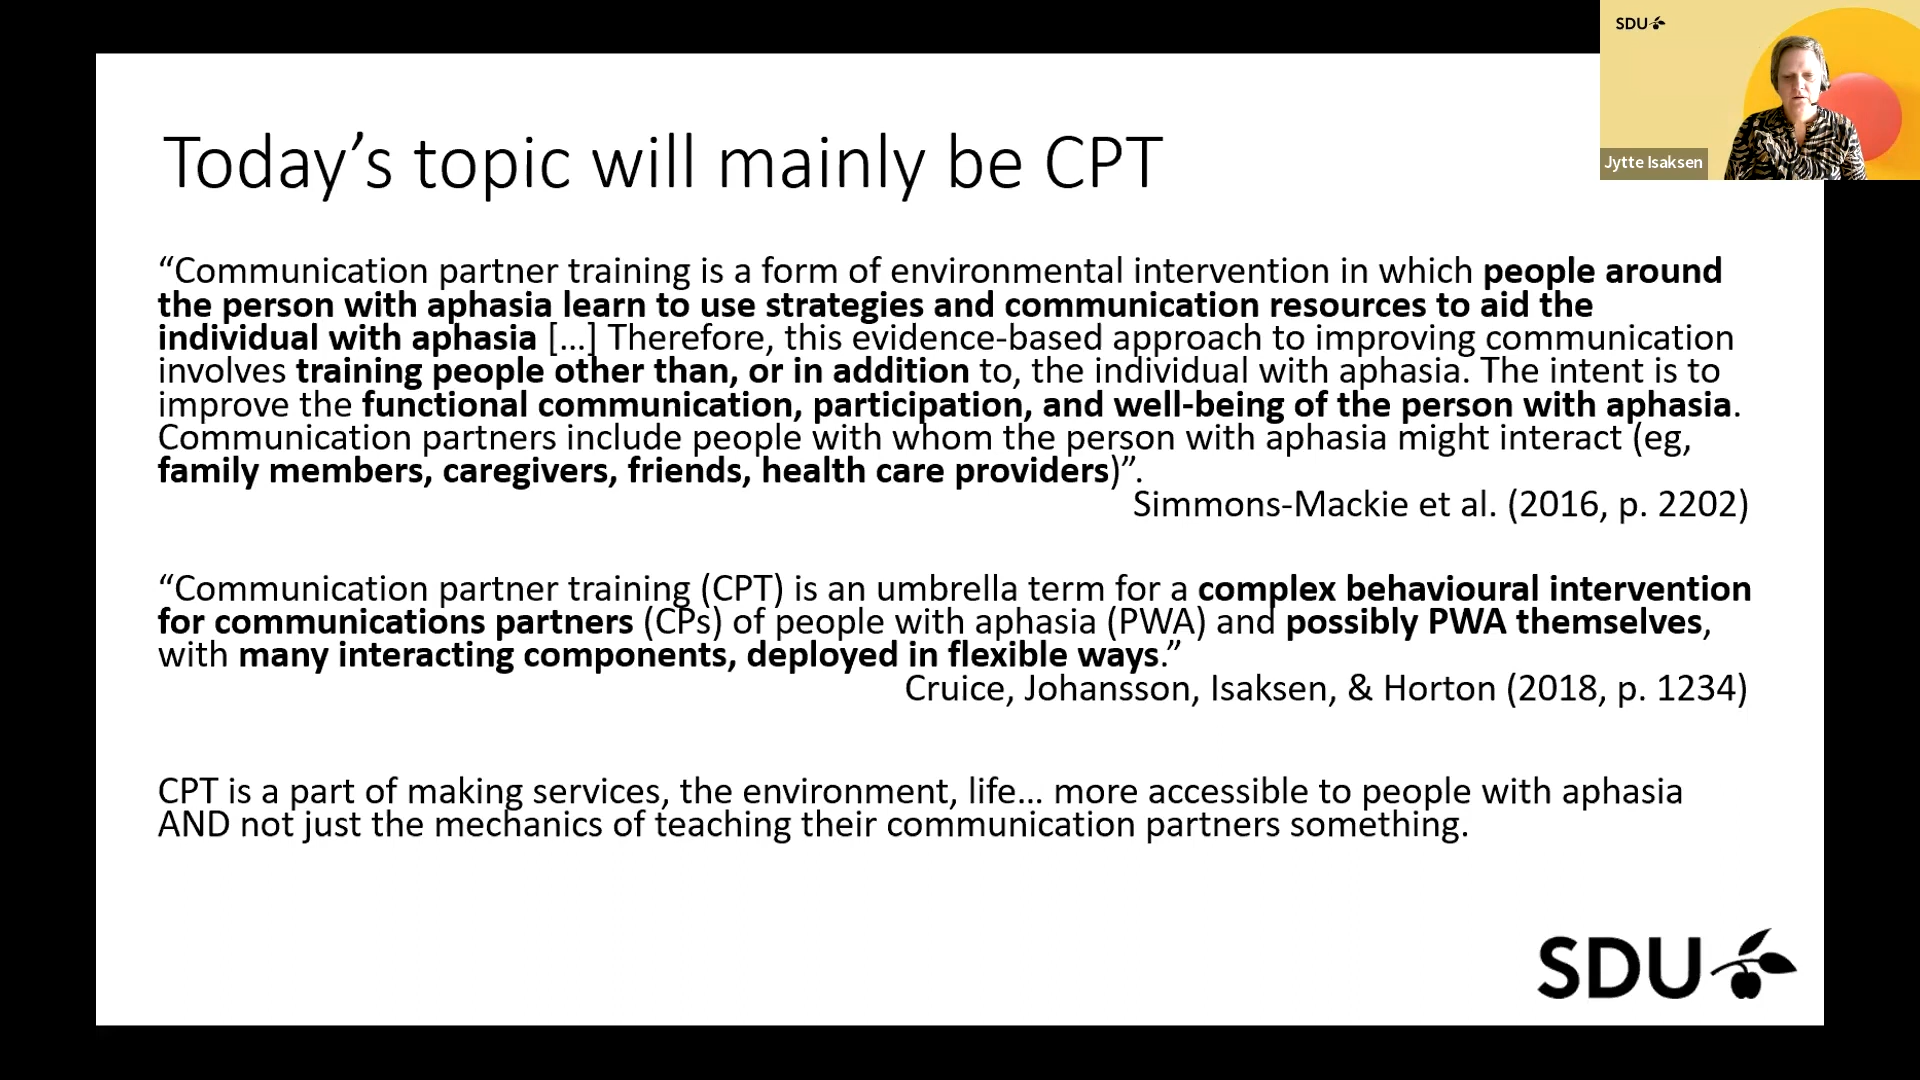 SDU
Jytte Isaksen
Today’s topic will mainly be CPT
“Communication partner training is a form of environmental intervention in which people around
the person with aphasia learn to use strategies and communication resources to aid the
individual with aphasia […] Therefore, this evidence-based approach to improving communication
involves training people other than, or in addition to, the individual with aphasia. The intent is to
improve the functional communication, participation, and well-being of the person with aphasia.
Communication partners include people with whom the person with aphasia might interact (eg,
family members, caregivers, friends, health care providers)”.
Simmons-Mackie et al. (2016, p. 2202)
“Communication partner training (CPT) is an umbrella term for a complex behavioural intervention
for communications partners (CPs) of people with aphasia (PWA) and possibly PWA themselves,
with many interacting components, deployed in flexible ways.”
Cruice, Johansson, Isaksen, & Horton (2018, p. 1234)
CPT is a part of making services, the environment, life… more accessible to people with aphasia
AND not just the mechanics of teaching their communication partners something.
SDU